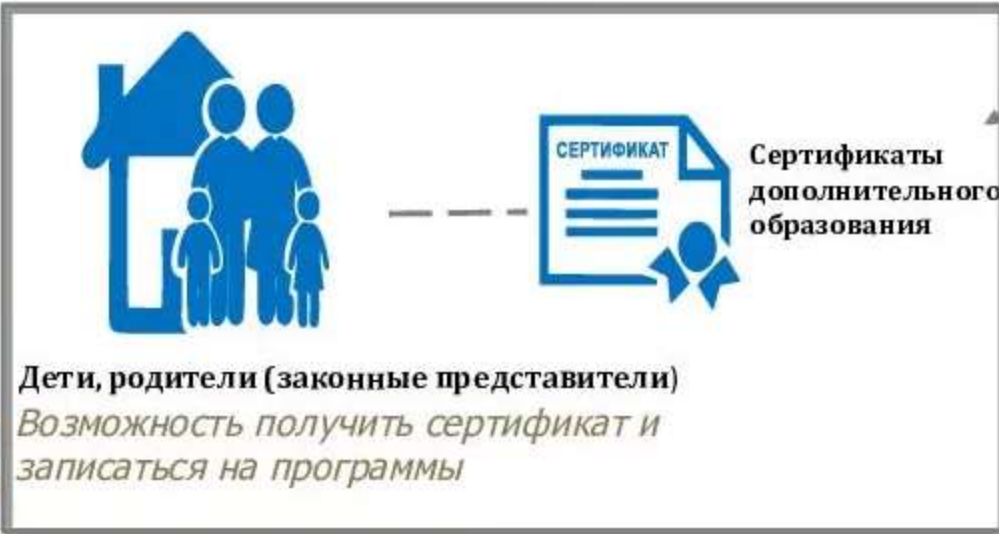 СЕРТИФИКАТ
Сертификаты
дополнительного
образования
Дети, родители (законные представители)
Возможность получить сертификат и
записаться на программы